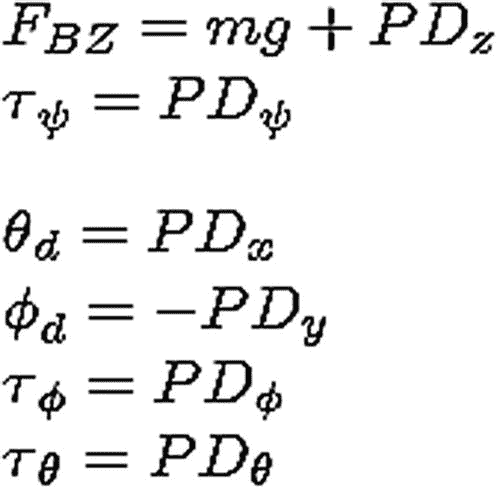 F_{BZ} = mg + PD_z
τ_ψ = PD_ψ
θ_d = PD_x
ϕ_d = −PD_y
τ_ϕ = PD_ϕ
τ_θ = PD_θ